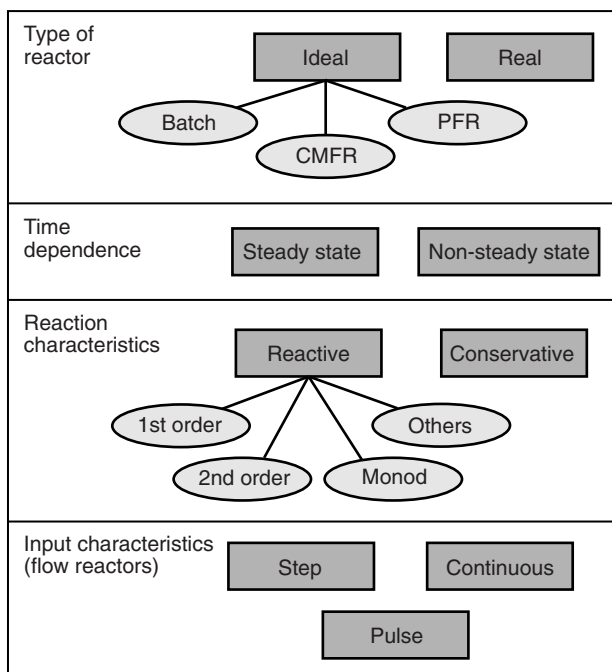 Type of
reactor
Ideal
Real
Batch
CMFR
PFR
Time
dependence
Steady state
Non-steady state
Reaction
characteristics
Reactive
Conservative
1st order
2nd order
Monod
Others
Input characteristics
(flow reactors)
Step
Continuous
Pulse